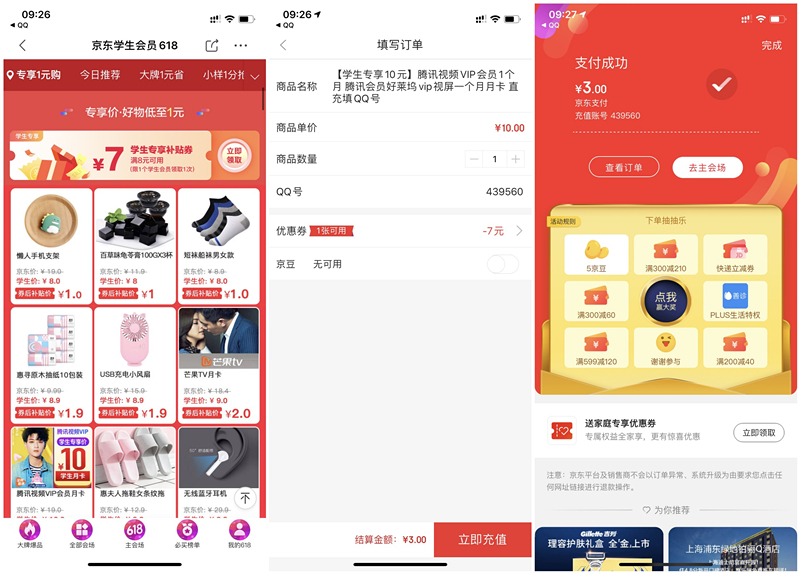 09:26
QQ
京东学生会员 618
专享1元购
今日推荐
大牌1元省
小样1分抢
专享价·好物低至1元
学生专享
¥7
学生专享补贴券
满8元可用
(限1个学生会员领取1次)
立即
领取
懒人手机支架
京东价: ¥ 19.0
学生价: ¥ 8.0
券后补贴价 ¥1.0
百草味龟苓膏100GX3杯
京东价: ¥ 11.9
学生价: ¥ 8
券后补贴价 ¥1
短袜船袜男女款
京东价: ¥ 8.9
学生价: ¥ 8.0
券后补贴价 ¥1.0
惠寻原木抽纸10包装
京东价: ¥ 9.99
学生价: ¥ 8.9
券后补贴价 ¥1.9
USB充电小风扇
京东价: ¥ 15.9
学生价: ¥ 8.9
券后补贴价 ¥1.9
芒果TV
芒果TV月卡
京东价: ¥ 18.4
学生价: ¥ 9.0
券后补贴价 ¥2.0
腾讯视频VIP
学生专享价
¥10
学生月卡
腾讯视频VIP会员月卡
京东价: ¥ 19.0
惠夫人拖鞋女条纹拖
京东价: ¥ 12.9
无线蓝牙耳机
京东价: ¥ 29.0
大牌爆品
全部会场
618
主会场
必买榜单
我的618
09:26
QQ
填写订单
商品名称
【学生专享10元】腾讯视频VIP会员1个
月 腾讯会员好莱坞vip视屏一个月月卡 直
充填QQ号
商品单价
¥10.00
商品数量
1
QQ号
439560
优惠券
1张可用
-7元
京豆
无可用
结算金额: ¥3.00
立即充值
09:27
QQ
完成
支付成功
¥3.00
京东支付
充值账号 439560
查看订单
去主会场
活动规则
下单抽抽乐
5京豆
满300减210
快递立减券
满300减60
点我
赢大奖
善诊
PLUS生活特权
满599减120
谢谢参与
满200减40
送家庭专享优惠券
专属权益全家享，更有惊喜优惠
立即领取
注意：京东平台及销售商不会以订单异常、系统升级为由要求您点击任
何网址链接进行退款操作。
为你推荐
Gillette 吉列
理容护肤礼盒 全金上市
上海浦东绿地铂骊Q酒店